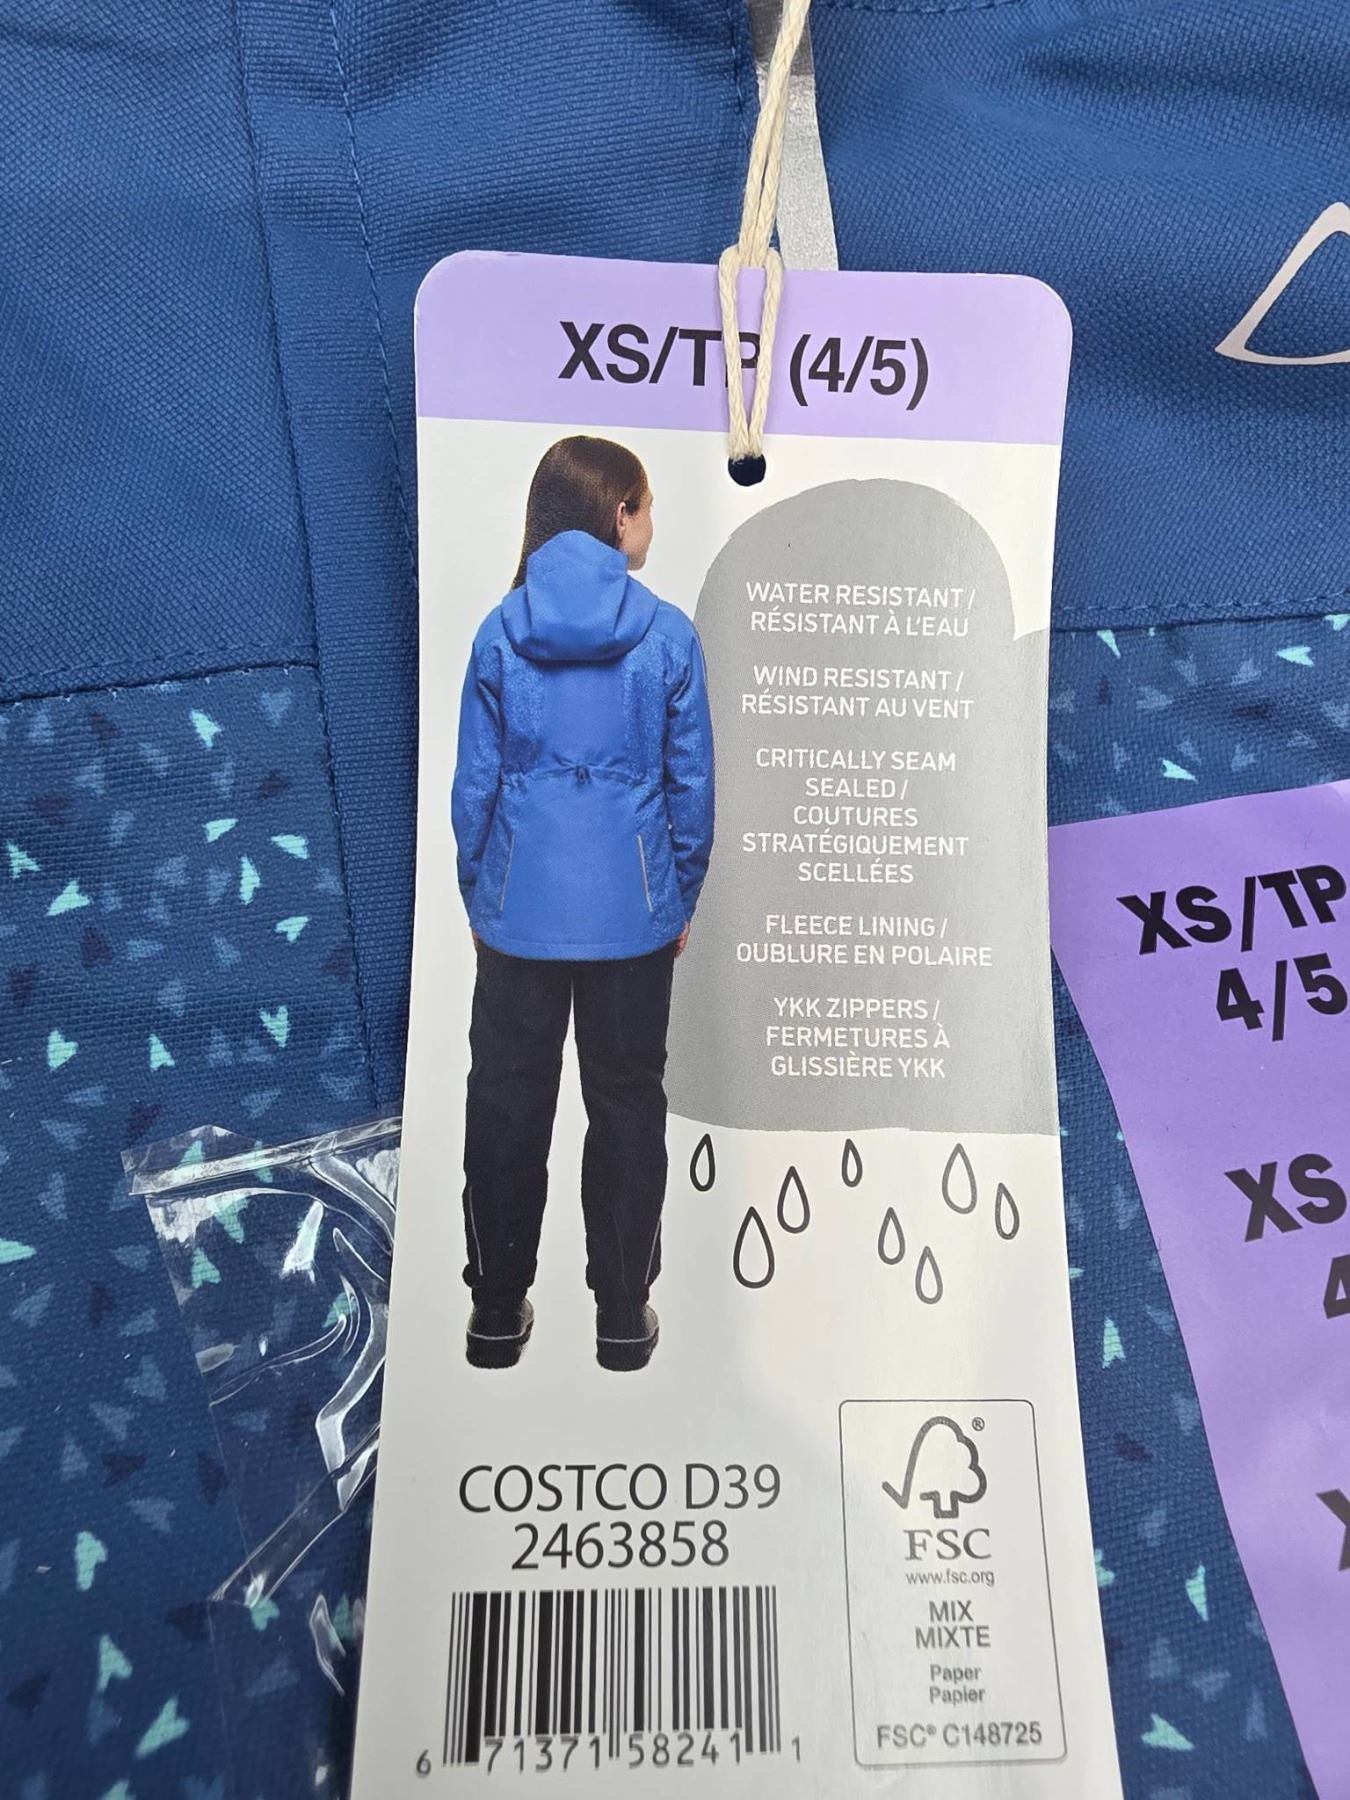 XS/TP (4/5)
WATER RESISTANT /
RÉSISTANT À L'EAU
WIND RESISTANT /
RÉSISTANT AU VENT
CRITICALLY SEAM
SEALED /
COUTURES
STRATÉGIQUEMENT
SCELLÉES
FLEECE LINING /
OUBLURE EN POLAIRE
YKK ZIPPERS /
FERMETURES À
GLISSIÈRE YKK
COSTCO D39
2463858
6 71371 58241 1
®
FSC
www.fsc.org
MIX
MIXTE
Paper
Papier
FSC® C148725
XS/TP
4/5
XS
4